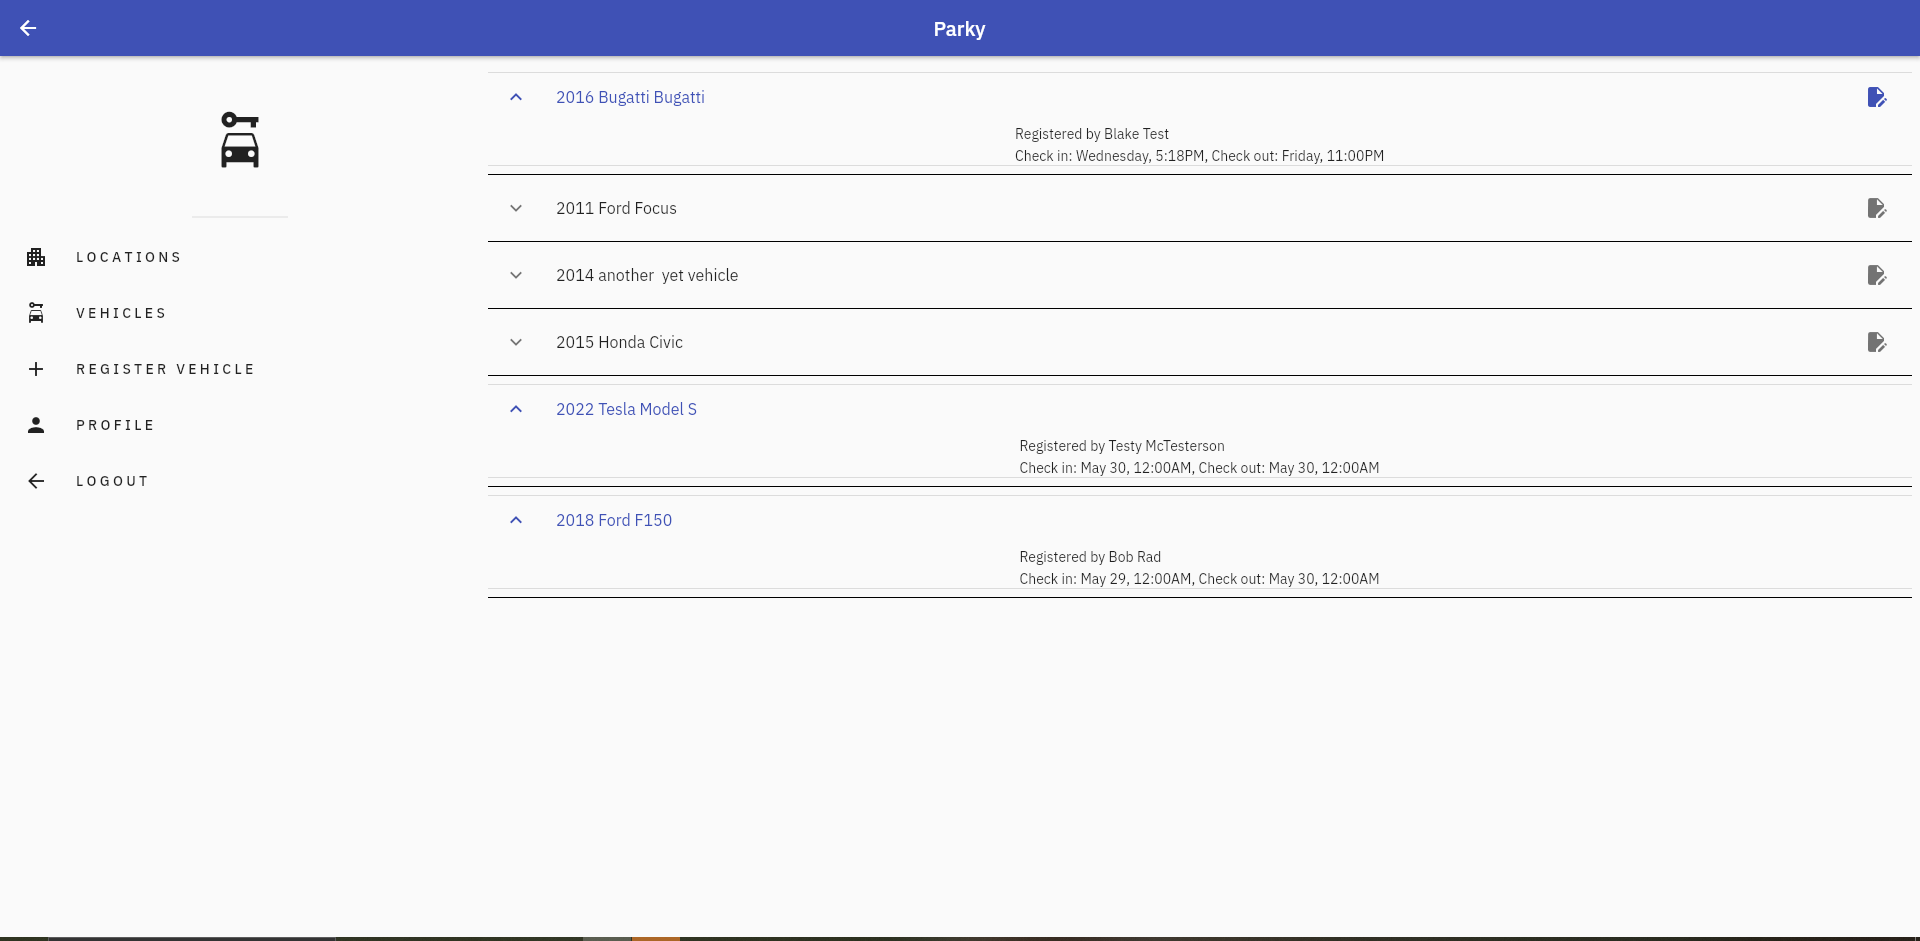 Parky
LOCATIONS
VEHICLES
REGISTER VEHICLE
PROFILE
LOGOUT
2016 Bugatti Bugatti
Registered by Blake Test
Check in: Wednesday, 5:18PM, Check out: Friday, 11:00PM
2011 Ford Focus
2014 another  yet vehicle
2015 Honda Civic
2022 Tesla Model S
Registered by Testy McTesterson
Check in: May 30, 12:00AM, Check out: May 30, 12:00AM
2018 Ford F150
Registered by Bob Rad
Check in: May 29, 12:00AM, Check out: May 30, 12:00AM